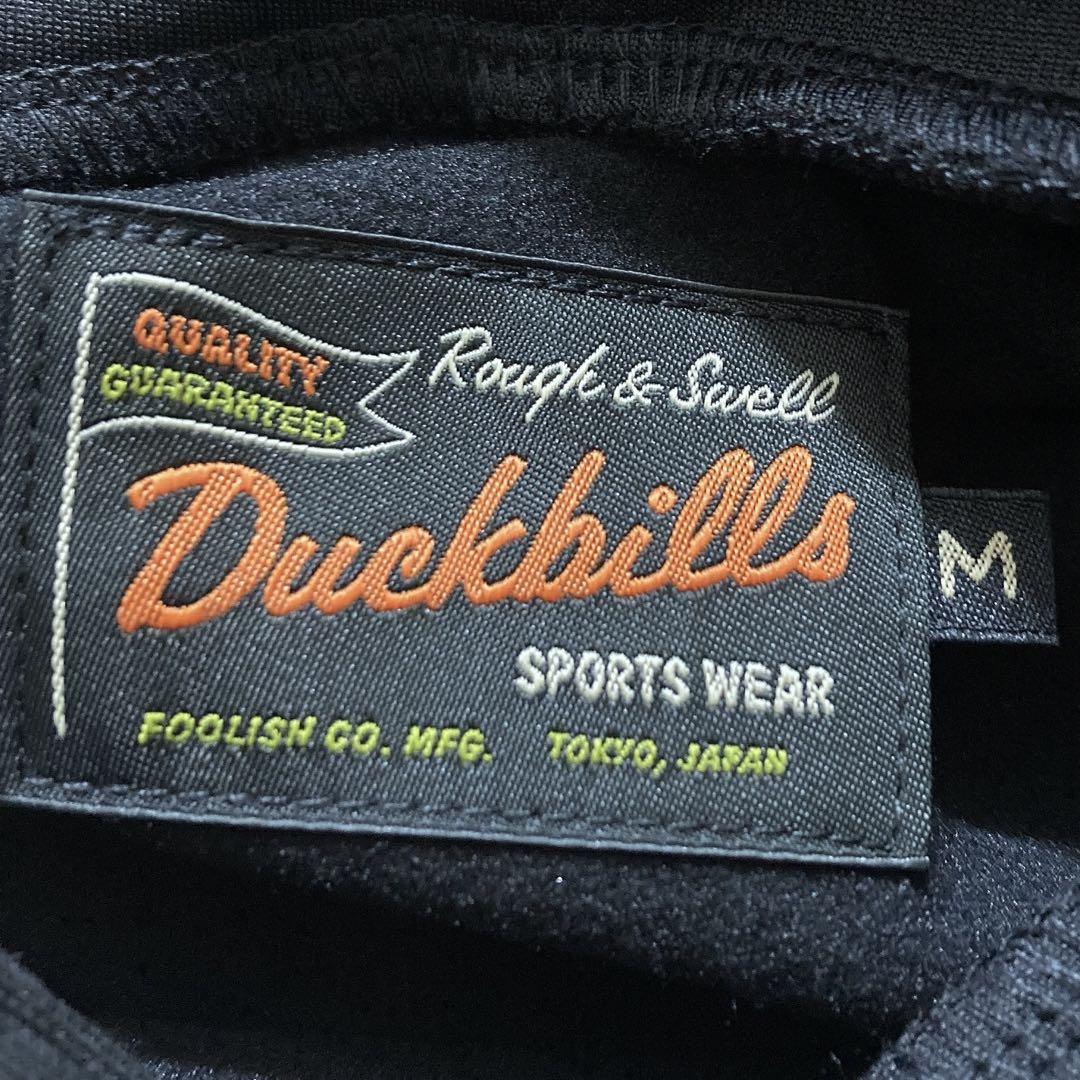 QUALITY
GUARANTEED
Rough & Swell
Duckbills
M
SPORTS WEAR
FOOLISH CO. MFG. TOKYO, JAPAN